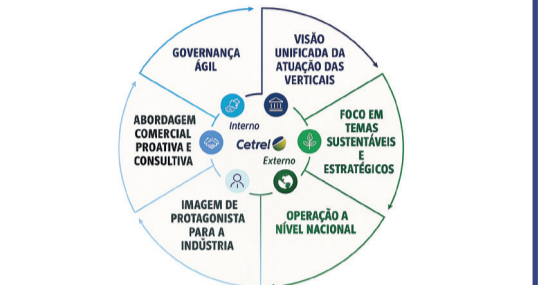 GOVERNANÇA
ÁGIL
VISÃO
UNIFICADA DA
ATUAÇÃO DAS
VERTICAIS
ABORDAGEM
COMERCIAL
PROATIVA E
CONSULTIVA
Interno
Cetrel
Externo
FOCO EM
TEMAS
SUSTENTÁVEIS
E
ESTRATÉGICOS
IMAGEM DE
PROTAGONISTA
PARA A
INDÚSTRIA
OPERAÇÃO A
NÍVEL NACIONAL